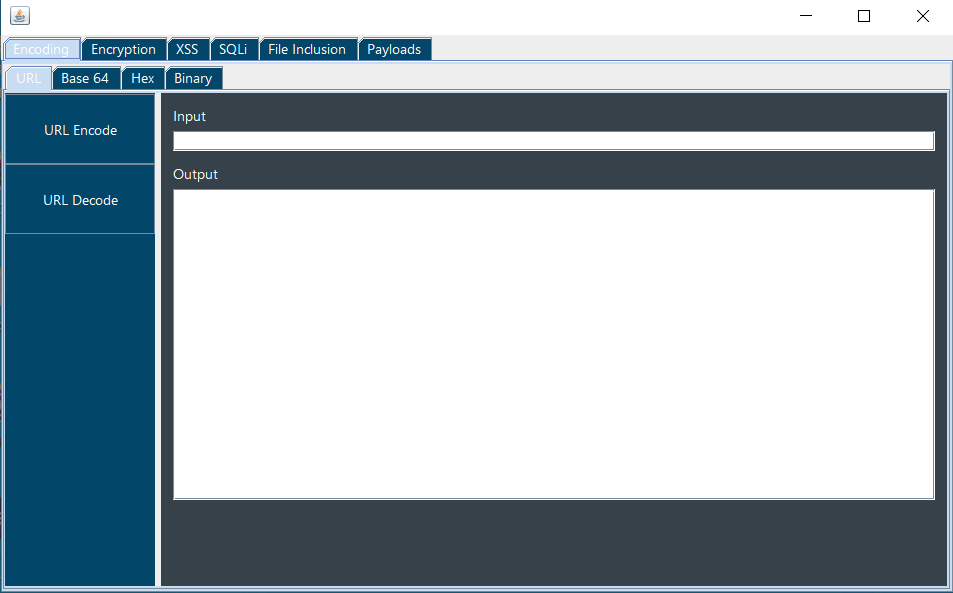 Encoding Encryption XSS SQLi File Inclusion Payloads
URL Base 64 Hex Binary
URL Encode
URL Decode
Input
Output